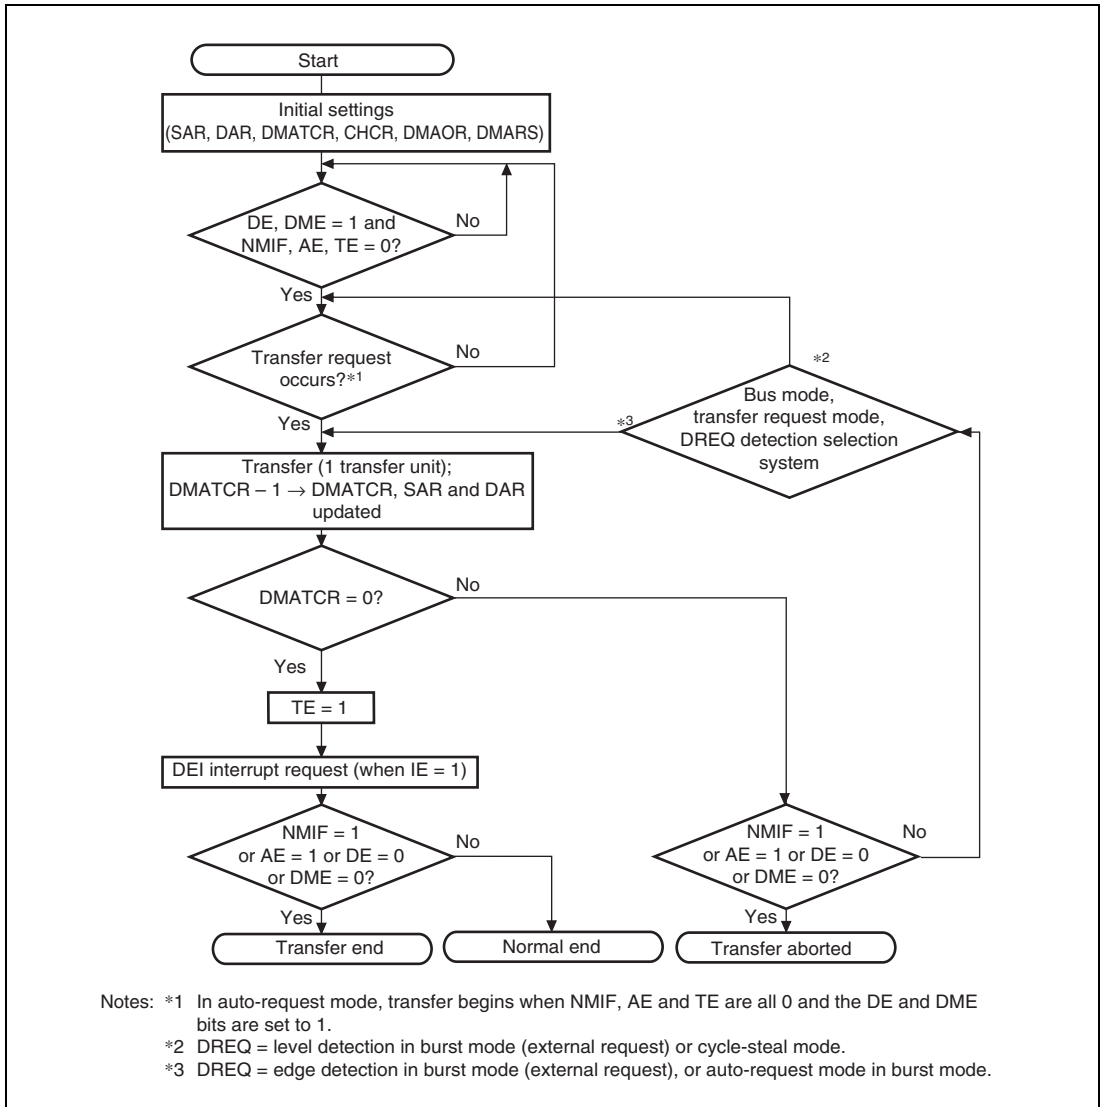 Start
Initial settings
(SAR, DAR, DMATCR, CHCR, DMAOR, DMARS)
DE, DME = 1 and
NMIF, AE, TE = 0?
No
Yes
Transfer request
occurs?*1
No
Yes
*2
Bus mode,
transfer request mode,
DREQ detection selection
system
*3
Transfer (1 transfer unit);
DMATCR – 1 → DMATCR, SAR and DAR
updated
DMATCR = 0?
No
Yes
TE = 1
DEI interrupt request (when IE = 1)
NMIF = 1
or AE = 1 or DE = 0
or DME = 0?
No
Yes
NMIF = 1
or AE = 1 or DE = 0
or DME = 0?
No
Yes
Transfer end
Normal end
Transfer aborted
Notes: *1 In auto-request mode, transfer begins when NMIF, AE and TE are all 0 and the DE and DME
bits are set to 1.
*2 DREQ = level detection in burst mode (external request) or cycle-steal mode.
*3 DREQ = edge detection in burst mode (external request), or auto-request mode in burst mode.